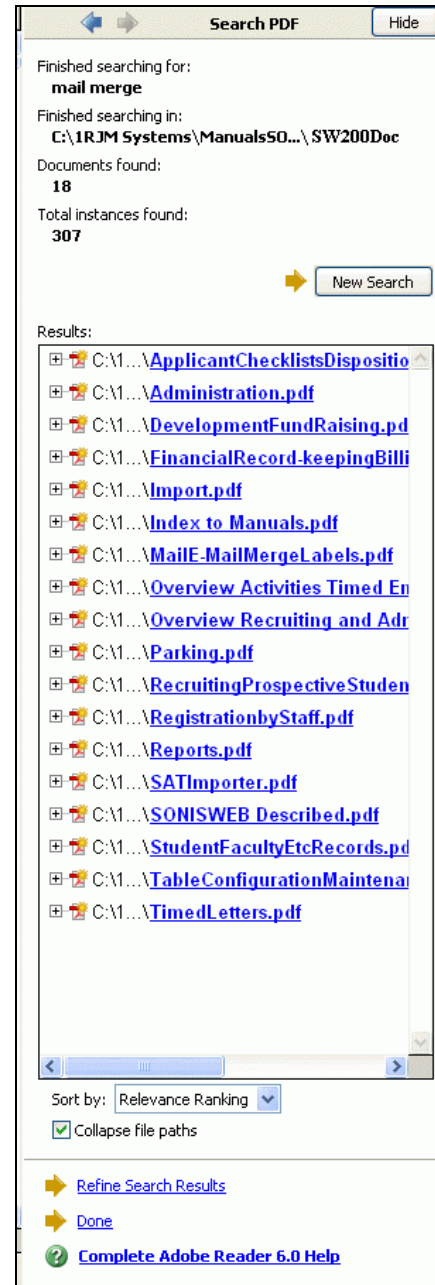 Search PDF
Hide
Finished searching for:
mail merge
Finished searching in:
C:\1RJM Systems\ManualsSO...\ SW200Doc
Documents found:
18
Total instances found:
307
New Search
Results:
C:\1...\ApplicantChecklistsDispositio
C:\1...\Administration.pdf
C:\1...\DevelopmentFundRaising.pd
C:\1...\FinancialRecord-keepingBilli
C:\1...\Import.pdf
C:\1...\Index to Manuals.pdf
C:\1...\MailE-MailMergeLabels.pdf
C:\1...\Overview Activities Timed En
C:\1...\Overview Recruiting and Adr
C:\1...\Parking.pdf
C:\1...\RecruitingProspectiveStuden
C:\1...\RegistrationbyStaff.pdf
C:\1...\Reports.pdf
C:\1...\SATImporter.pdf
C:\1...\SONISWEB Described.pdf
C:\1...\StudentFacultyEtcRecords.pd
C:\1...\TableConfigurationMaintenai
C:\1...\TimedLetters.pdf
Sort by: Relevance Ranking
Collapse file paths
Refine Search Results
Done
Complete Adobe Reader 6.0 Help